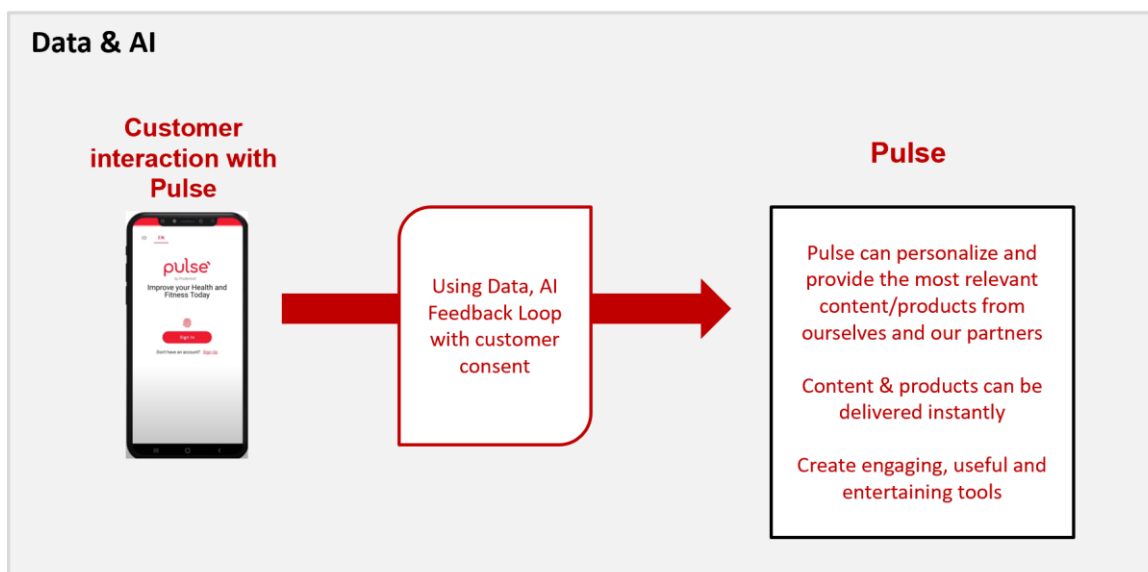 Data & AI
Customer
interaction with
Pulse
EN
pulse
by Prudential
Improve your Health and
Fitness Today
Sign In
Don't have an account? Sign Up
Using Data, AI
Feedback Loop
with customer
consent
Pulse
Pulse can personalize and
provide the most relevant
content/products from
ourselves and our partners
Content & products can be
delivered instantly
Create engaging, useful and
entertaining tools